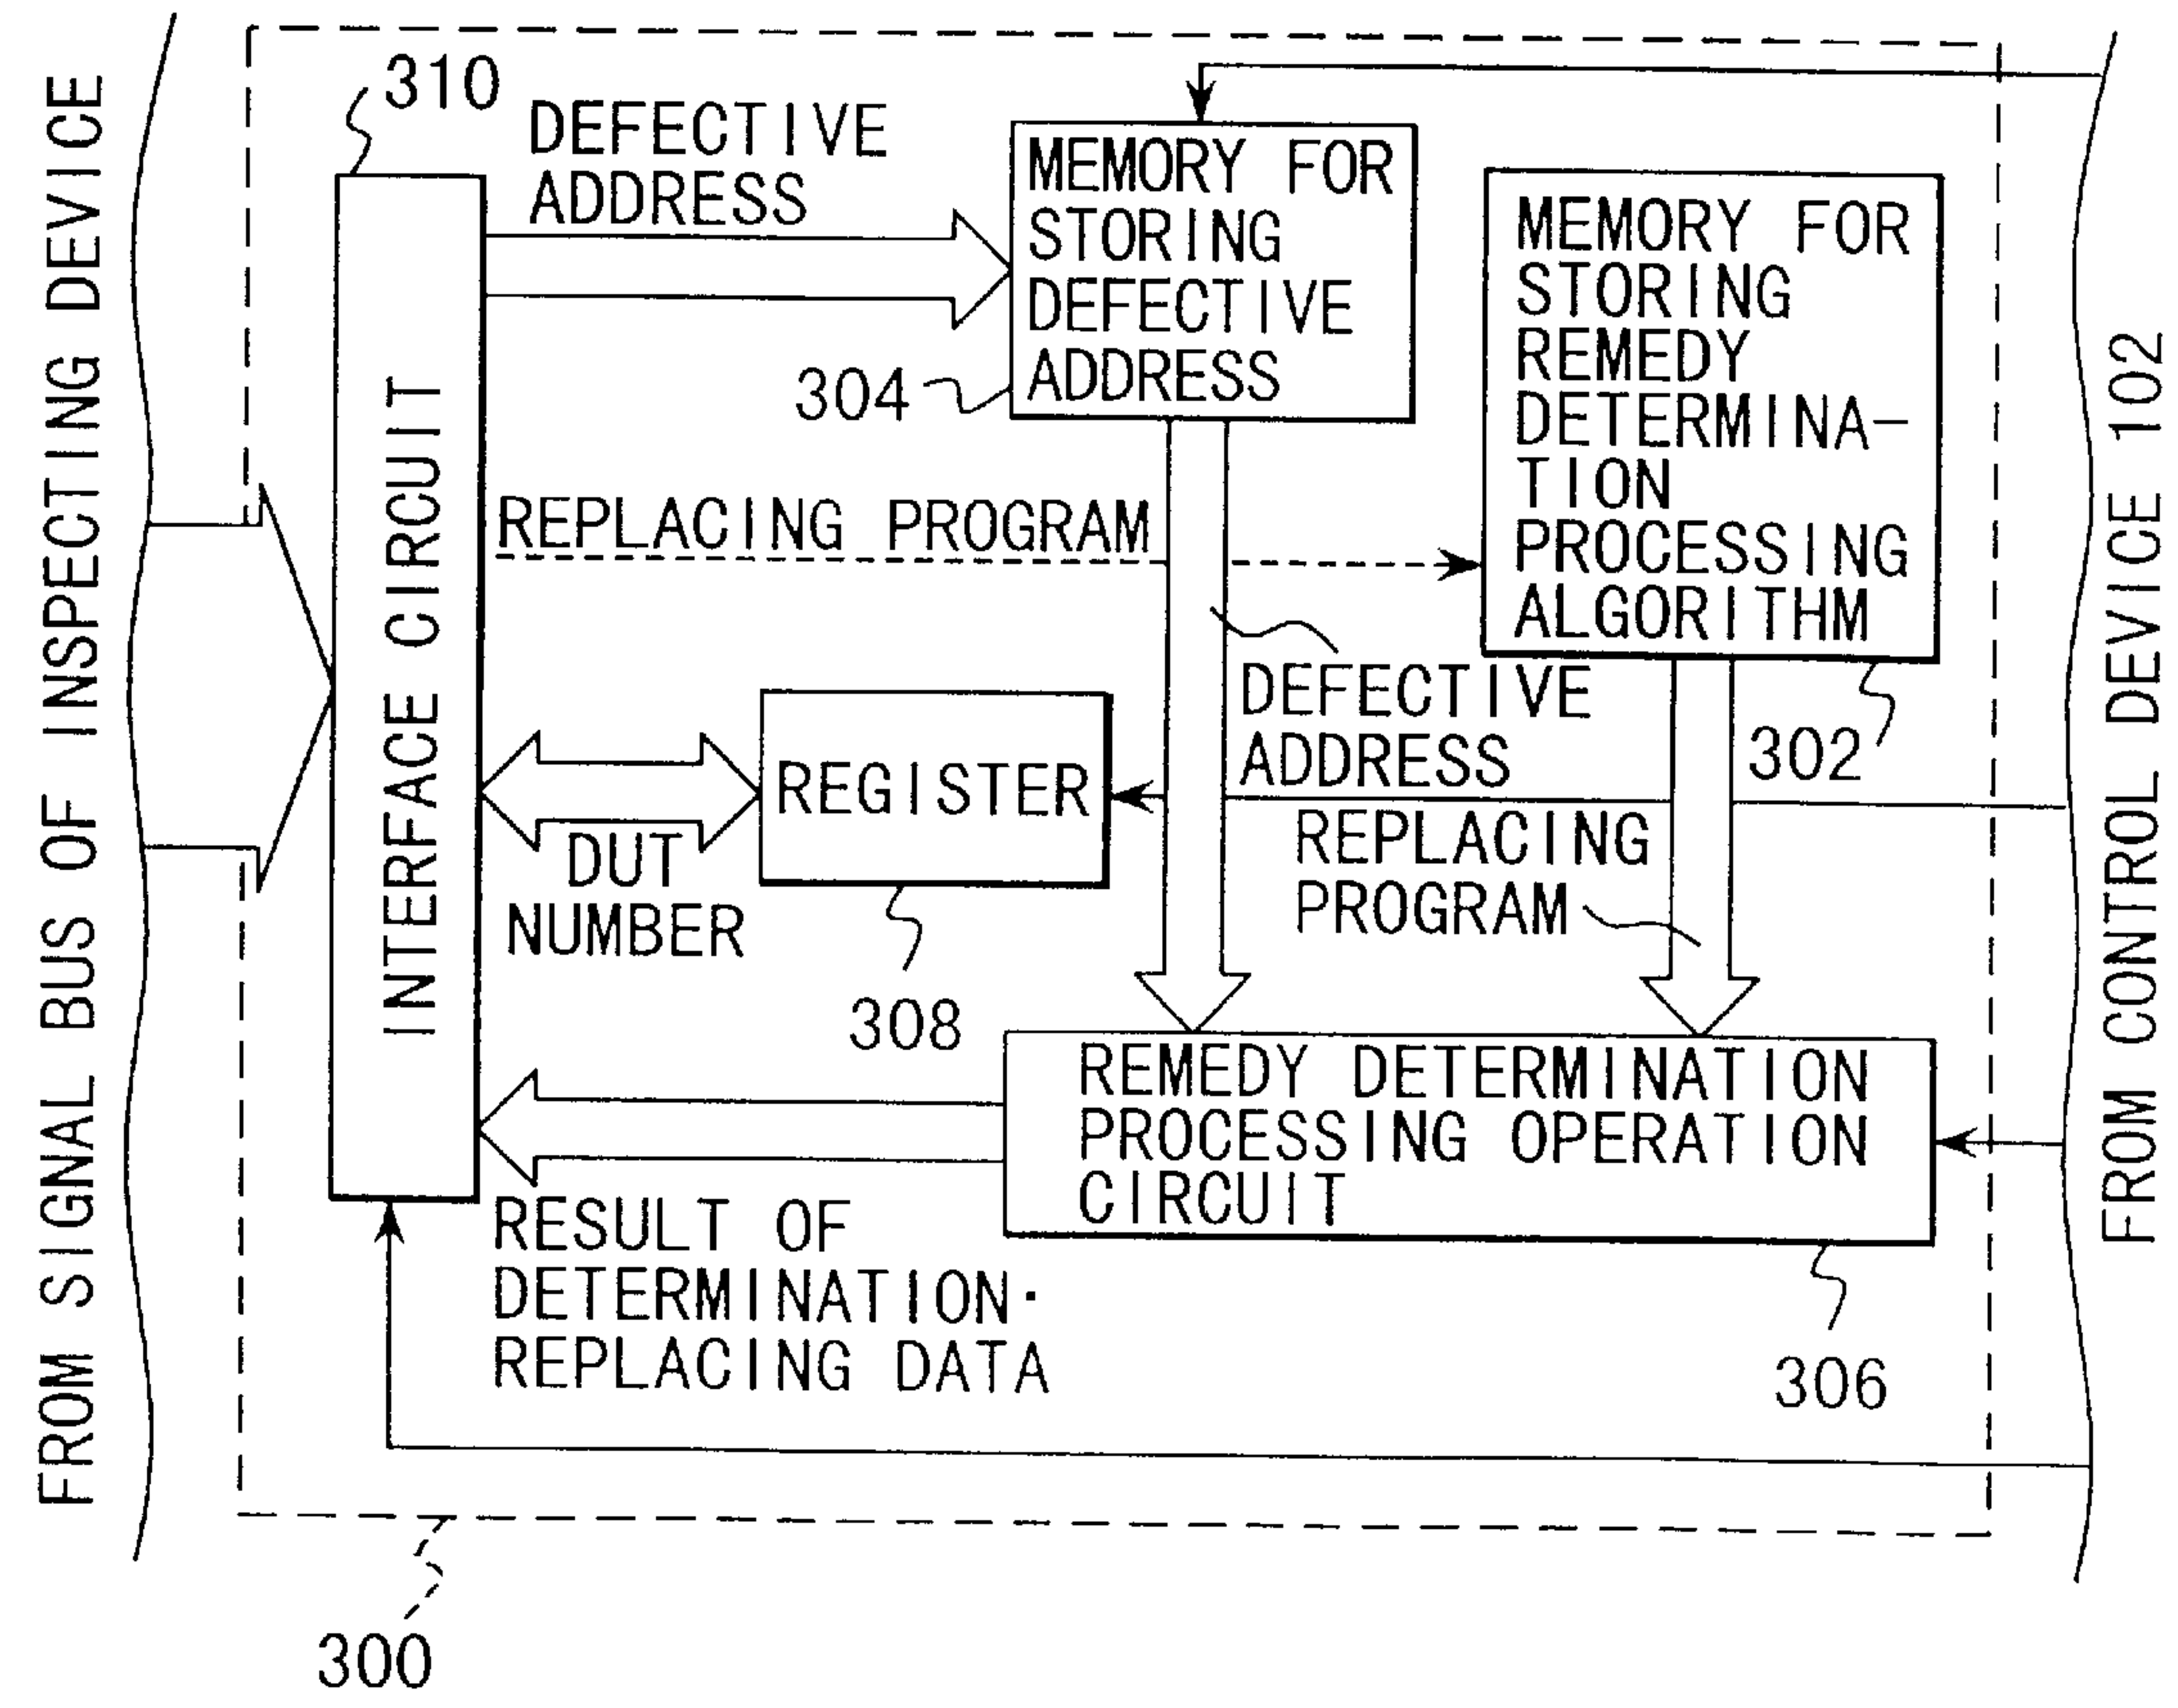 FROM SIGNAL BUS OF INSPECTING DEVICE
310
DEFECTIVE
ADDRESS
INTERFACE CIRCUIT
MEMORY FOR
STORING
DEFECTIVE
ADDRESS
304
MEMORY FOR
STORING
REMEDY
DETERMINA-
TION
PROCESSING
ALGORITHM
302
REPLACING PROGRAM
DEFECTIVE
ADDRESS
REGISTER
308
DUT
NUMBER
REPLACING
PROGRAM
REMEDY DETERMINATION
PROCESSING OPERATION
CIRCUIT
306
RESULT OF
DETERMINATION·
REPLACING DATA
300
FROM CONTROL DEVICE 102